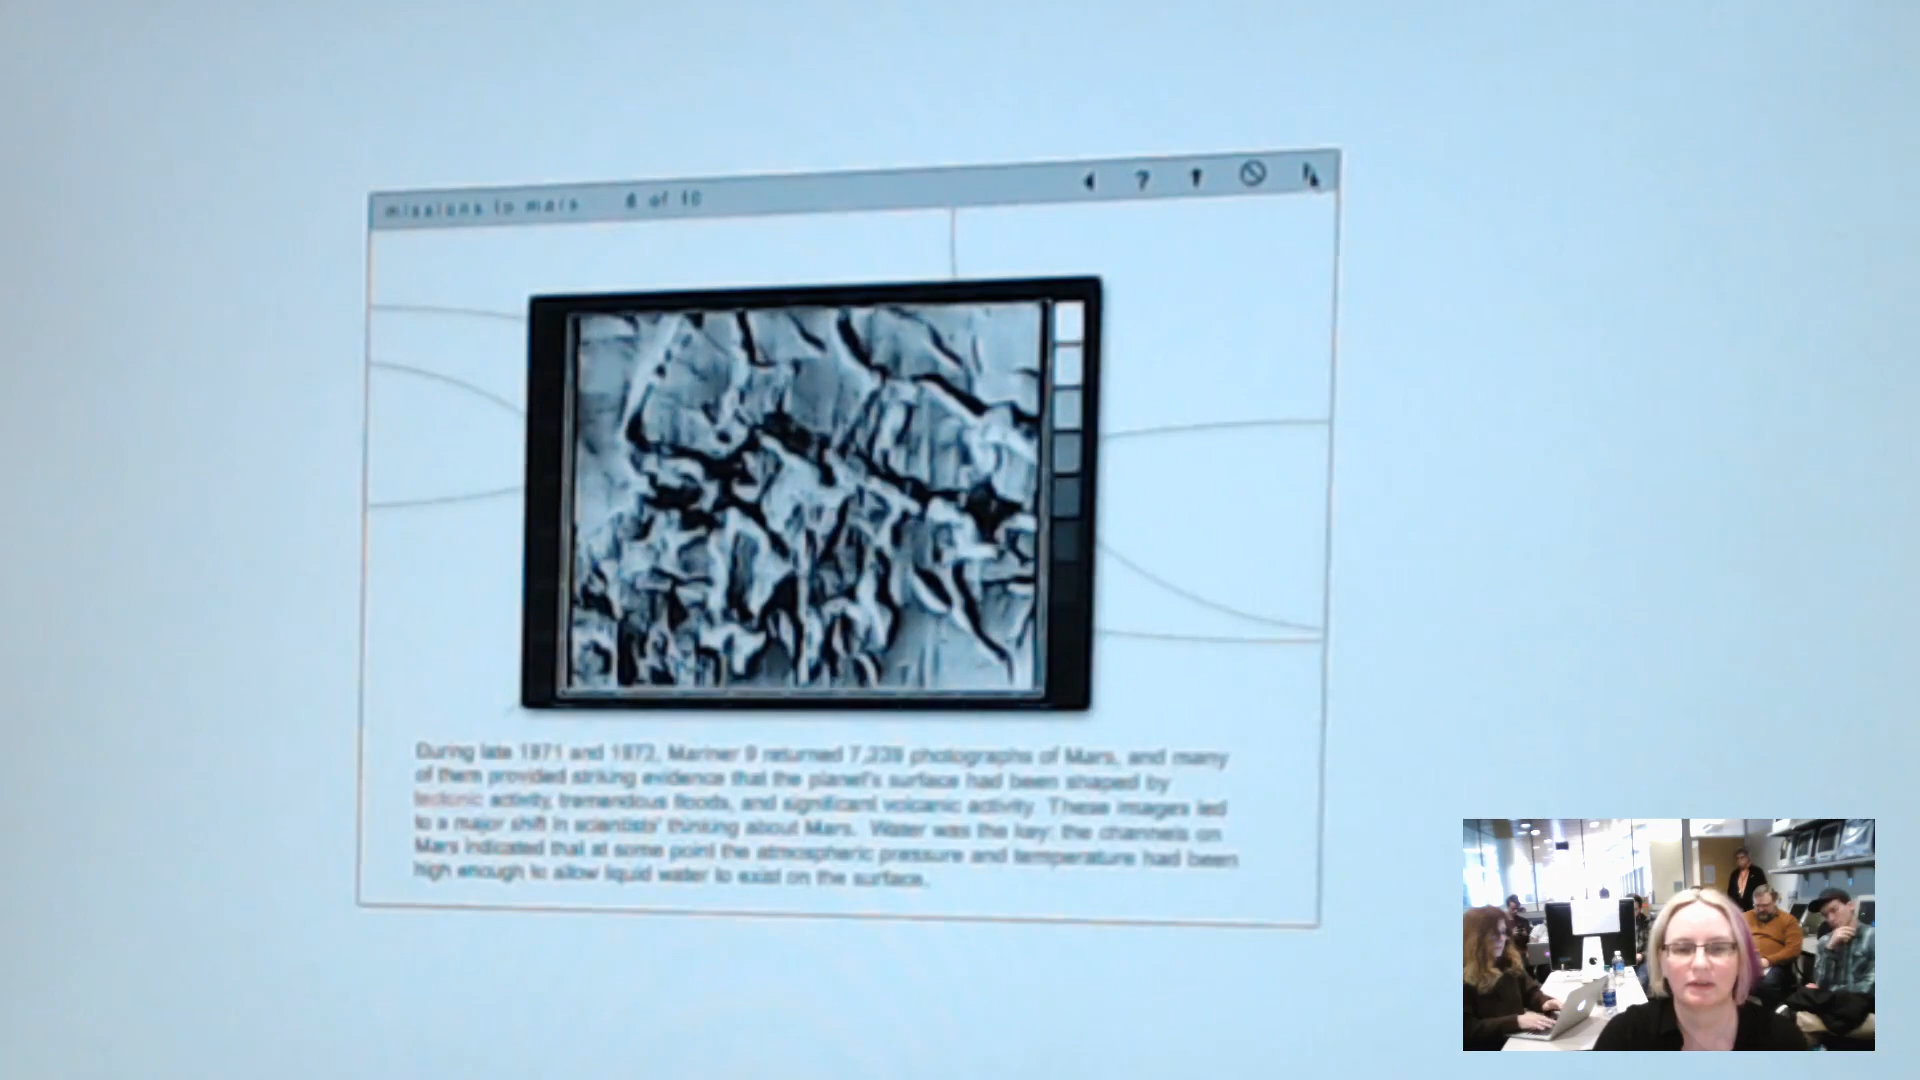 missions to mars 6 of 10
?
During late 1971 and 1972, Mariner 9 returned 7,239 photographs of Mars, and many
of them provided striking evidence that the planet's surface had been shaped by
tectonic activity, tremendous floods, and significant volcanic activity. These images led
to a major shift in scientists' thinking about Mars. Water was the key: the channels on
Mars indicated that at some point the atmospheric pressure and temperature had been
high enough to allow liquid water to exist on the surface.